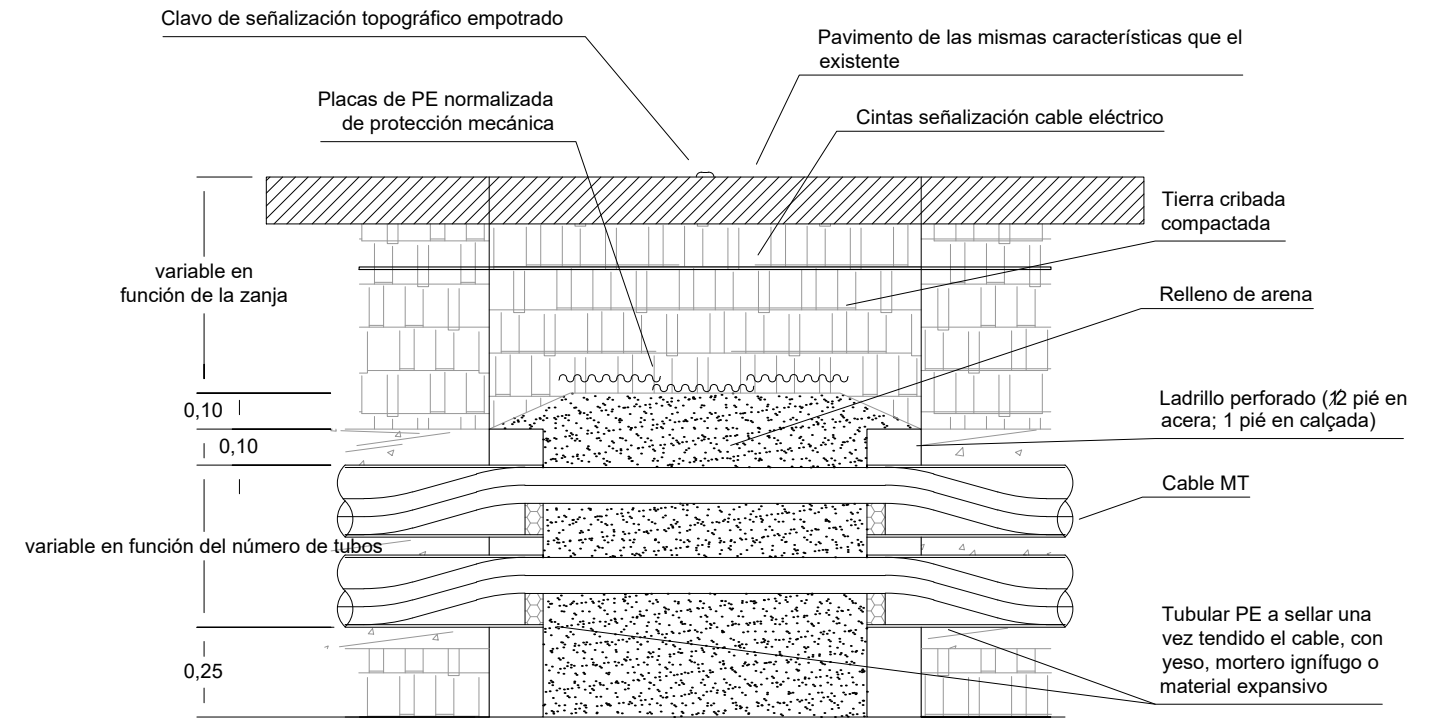 Clavo de señalización topográfico empotrado
Pavimento de las mismas características que el
existente
Placas de PE normalizada
de protección mecánica
Cintas señalización cable eléctrico
Tierra cribada
compactada
variable en
función de la zanja
Relleno de arena
0,10
0,10
Ladrillo perforado (1⁄2 pié en
acera; 1 pié en calçada)
Cable MT
variable en función del número de tubos
0,25
Tubular PE a sellar una
vez tendido el cable, con
yeso, mortero ignífugo o
material expansivo